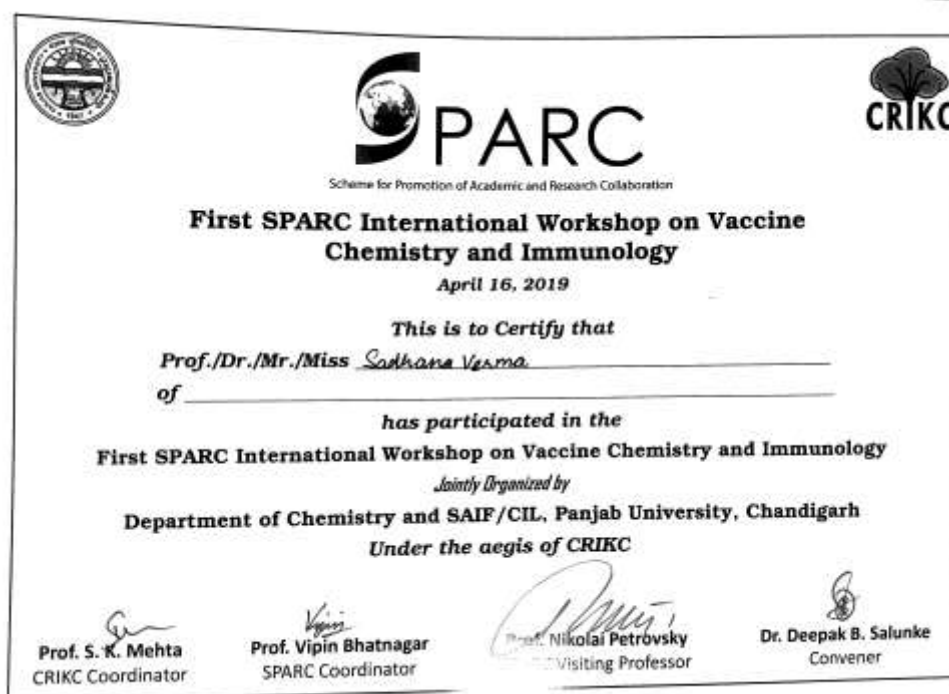 SPARC
CRIKC
Scheme for Promotion of Academic and Research Collaboration
First SPARC International Workshop on Vaccine
Chemistry and Immunology
April 16, 2019
This is to Certify that
Prof./Dr./Mr./Miss Sadhana Verma
of
has participated in the
First SPARC International Workshop on Vaccine Chemistry and Immunology
Jointly Organized by
Department of Chemistry and SAIF/CIL, Panjab University, Chandigarh
Under the aegis of CRIKC
Prof. S. K. Mehta
CRIKC Coordinator
Vipin
Prof. Vipin Bhatnagar
SPARC Coordinator
Prof. Nikolai Petrovsky
Visiting Professor
Dr. Deepak B. Salunke
Convener